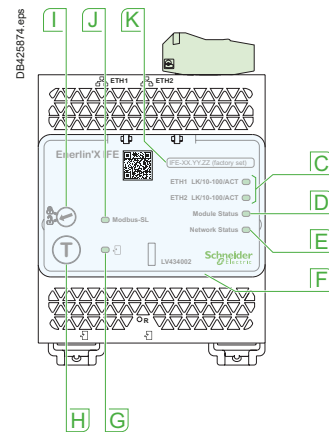 DB425874.eps
I
J
K
ETH1
ETH2
Enerlin'X IFE
IFE-XX.YY.ZZ (factory set)
ETH1 LK/10-100/ACT
C
ETH2 LK/10-100/ACT
Modbus-SL
Module Status
D
Network Status
E
T
LV434002
Schneider
Electric
F
R
H
G